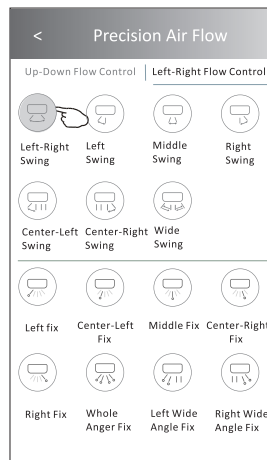 < Precision Air Flow
Up-Down Flow Control Left-Right Flow Control
Left-Right Left Middle Right
Swing Swing Swing Swing
Center-Left Center-Right Wide
Swing Swing Swing
Left fix Center-Left Middle Fix Center-Right
Fix Fix
Right Fix Whole Left Wide Right Wide
Anger Fix Angle Fix Angle Fix